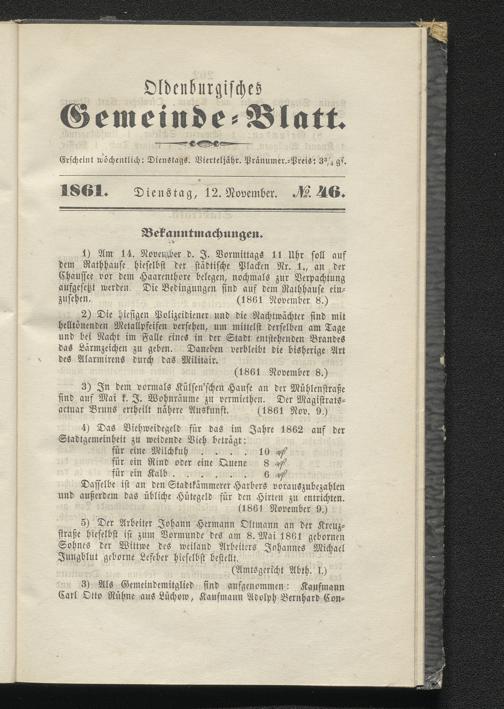 Oldenburgisches
Gemeinde-Blatt.
Erscheint wöchentlich: Dienstags. Vierteljähr. Pränumer.-Preis: 3¾ gs.
1861. Dienstag, 12. November. № 46.
Bekanntmachungen.
1) Am 14. November d. J. Vormittags 11 Uhr soll auf
dem Rathhause hieselbst der städtische Placken Nr. 1., an der
Chaussee vor dem Haarenthore belegen, nochmals zur Verpachtung
aufgesetzt werden. Die Bedingungen sind auf dem Rathhause ein-
zusehen. (1861 November 8.)
2) Die hiesigen Polizeidiener und die Nachtwächter sind mit
helltönenden Metallpfeifen versehen, um mittelst derselben am Tage
und bei Nacht im Falle eines in der Stadt entstehenden Brandes
das Lärmzeichen zu geben. Daneben verbleibt die bisherige Art
des Alarmirens durch das Militair.
(1861 November 8.)
3) In dem vormals Külsen'schen Hause an der Mühlenstraße
sind auf Mai k. J. Wohnräume zu vermiethen. Der Magistrats-
actuar Bruns ertheilt nähere Auskunft. (1861 Nov. 9.)
4) Das Viehweidegeld für das im Jahre 1862 auf der
Stadtgemeinheit zu weidende Vieh beträgt:
für eine Milchkuh . . . . 10 ₰
für ein Rind oder eine Quene 8 ₰
für ein Kalb . . . . . . 6 ₰
Dasselbe ist an den Stadtkämmerer Harbers vorauszubezahlen
und außerdem das übliche Hütegeld für den Hirten zu entrichten.
(1861 November 9.)
5) Der Arbeiter Johann Hermann Oltmann an der Kreuz-
straße hieselbst ist zum Vormunde des am 8. Mai 1861 gebornen
Sohnes der Wittwe des weiland Arbeiters Johannes Michael
Jungblut geborne Lefeber hieselbst bestellt.
(Amtsgericht Abth. I.)
3) Als Gemeindemitglied sind aufgenommen: Kaufmann
Carl Otto Rühne aus Lüchow, Kaufmann Adolph Bernhard Con-